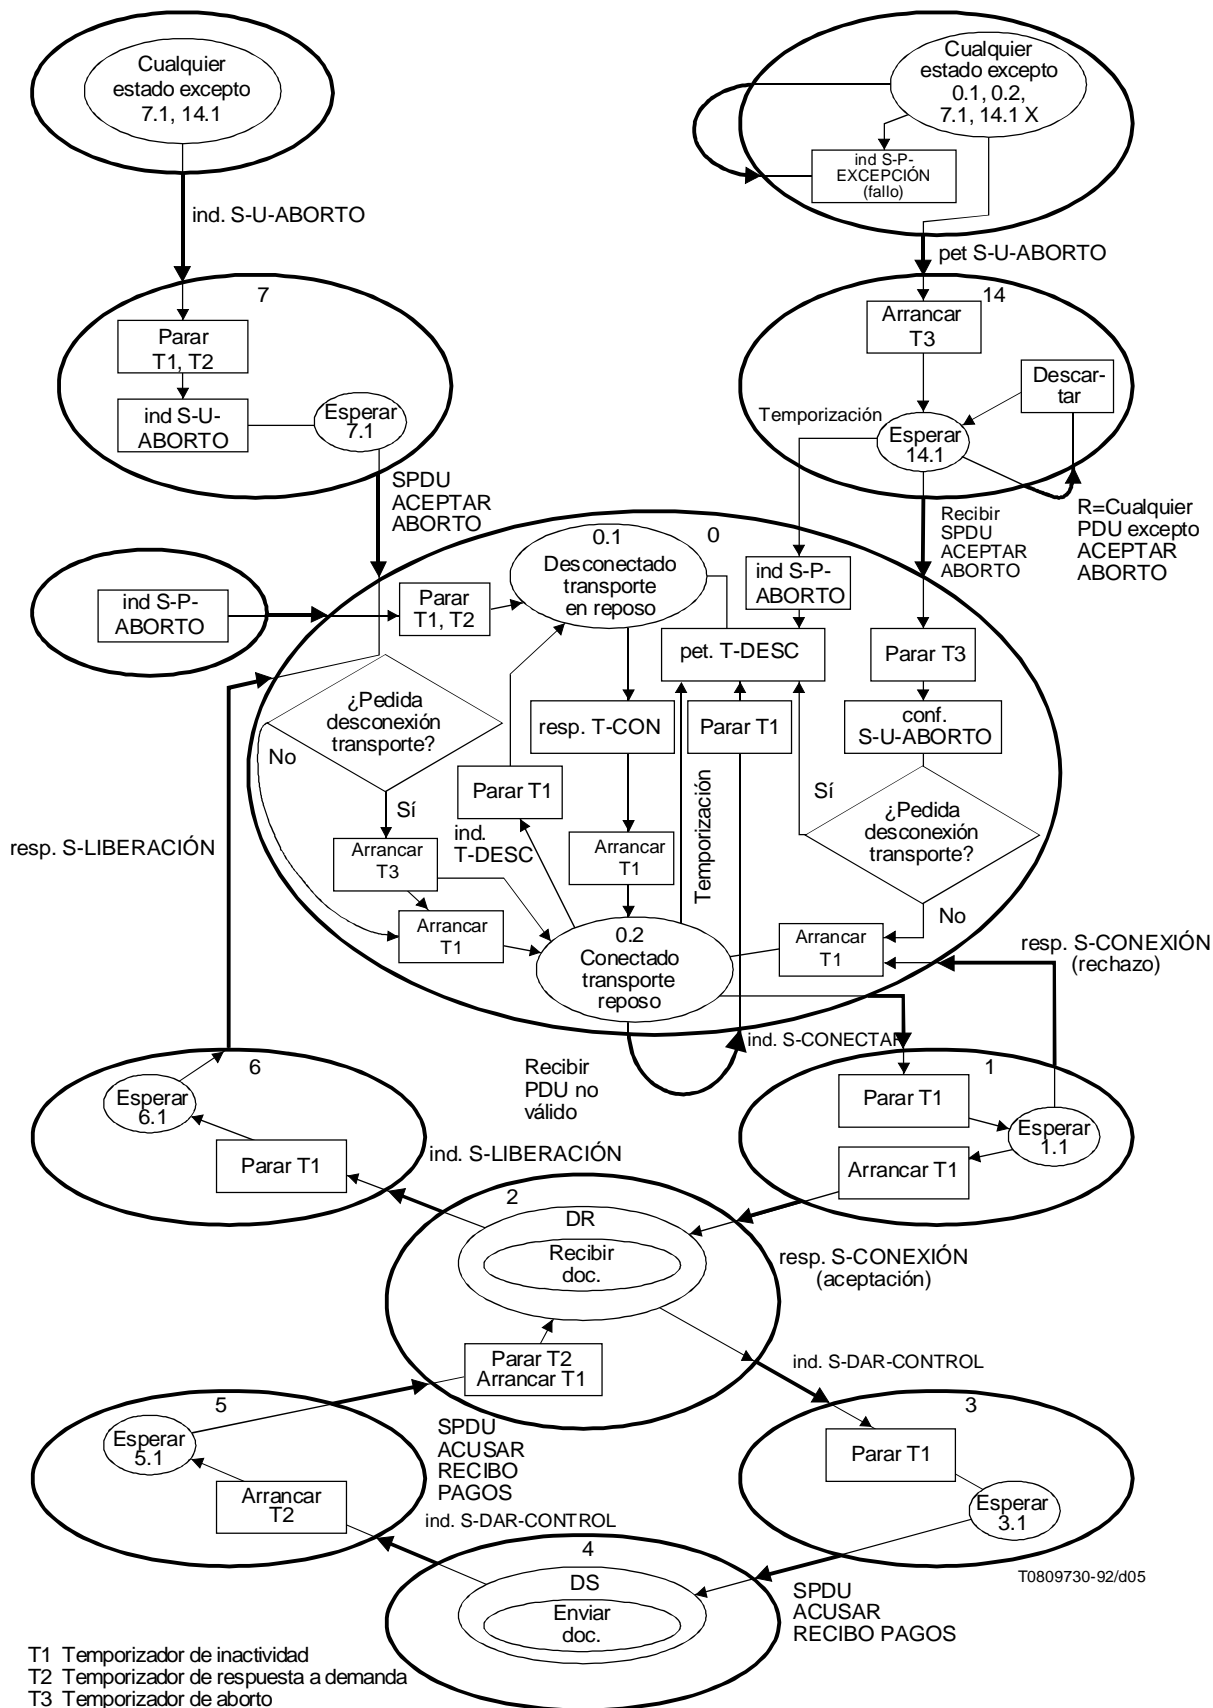 Cualquier
estado excepto
7.1, 14.1
Cualquier
estado excepto
0.1, 0.2,
7.1, 14.1 X
ind S-P-
EXCEPCIÓN
(fallo)
ind. S-U-ABORTO
pet S-U-ABORTO
7
Parar
T1, T2
ind S-U-
ABORTO
Esperar
7.1
14
Arrancar
T3
Descar-
tar
Temporización
Esperar
14.1
SPDU
ACEPTAR
ABORTO
Recibir
SPDU
ACEPTAR
ABORTO
R=Cualquier
PDU excepto
ACEPTAR
ABORTO
0
0.1
Desconectado
transporte
en reposo
ind S-P-
ABORTO
ind S-P-
ABORTO
Parar
T1, T2
pet. T-DESC
Parar T3
¿Pedida
desconexión
transporte?
No
Sí
resp. T-CON
Parar T1
conf.
S-U-ABORTO
Parar T1
Temporización
Sí
¿Pedida
desconexión
transporte?
No
resp. S-LIBERACIÓN
Arrancar
T3
ind.
T-DESC
Arrancar
T1
Arrancar
T1
0.2
Conectado
transporte
reposo
Arrancar
T1
resp. S-CONEXIÓN
(rechazo)
ind. S-CONECTAR
Recibir
PDU no
válido
6
Esperar
6.1
Parar T1
1
Parar T1
Esperar
1.1
Arrancar T1
ind. S-LIBERACIÓN
2
DR
Recibir
doc.
Parar T2
Arrancar T1
resp. S-CONEXIÓN
(aceptación)
ind. S-DAR-CONTROL
5
Esperar
5.1
Arrancar
T2
SPDU
ACUSAR
RECIBO
PAGOS
3
Parar T1
Esperar
3.1
ind. S-DAR-CONTROL
4
DS
Enviar
doc.
SPDU
ACUSAR
RECIBO PAGOS
T0809730-92/d05
T1 Temporizador de inactividad
T2 Temporizador de respuesta a demanda
T3 Temporizador de aborto